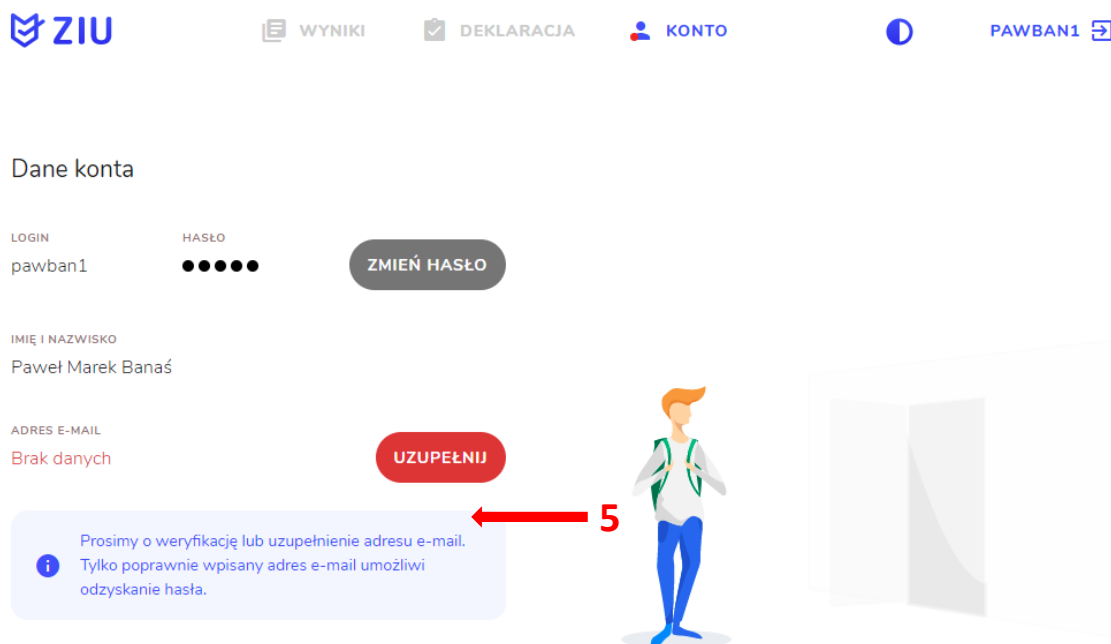 ZIU WYNIKI DEKLARACJA KONTO PAWBAN1
Dane konta
LOGIN HASŁO
pawban1 ●●●●● ZMIEŃ HASŁO
IMIĘ I NAZWISKO
Paweł Marek Banaś
ADRES E-MAIL
Brak danych UZUPEŁNIJ
5
Prosimy o weryfikację lub uzupełnienie adresu e-mail.
Tylko poprawnie wpisany adres e-mail umożliwi
odzyskanie hasła.